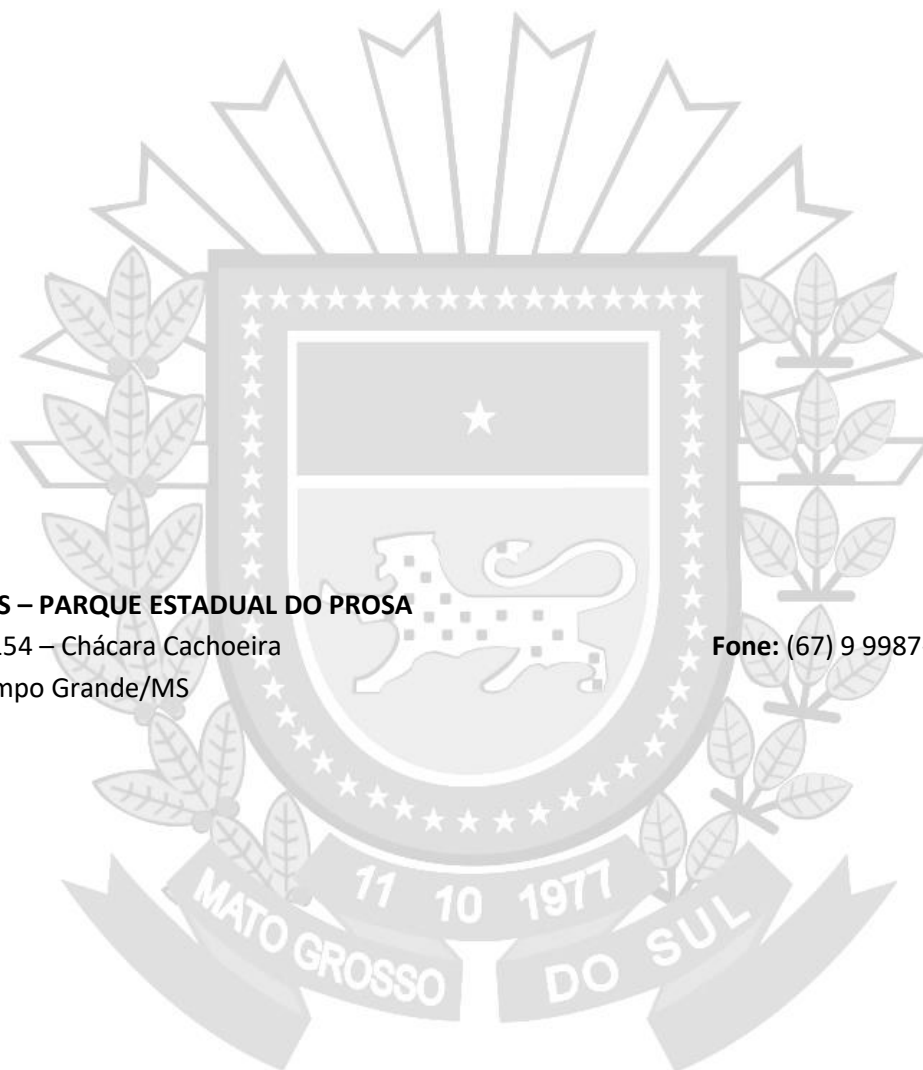 S – PARQUE ESTADUAL DO PROSA
154 – Chácara Cachoeira
Fone: (67) 9 9987
mpo Grande/MS
11 10 1977
MATO GROSSO DO SUL